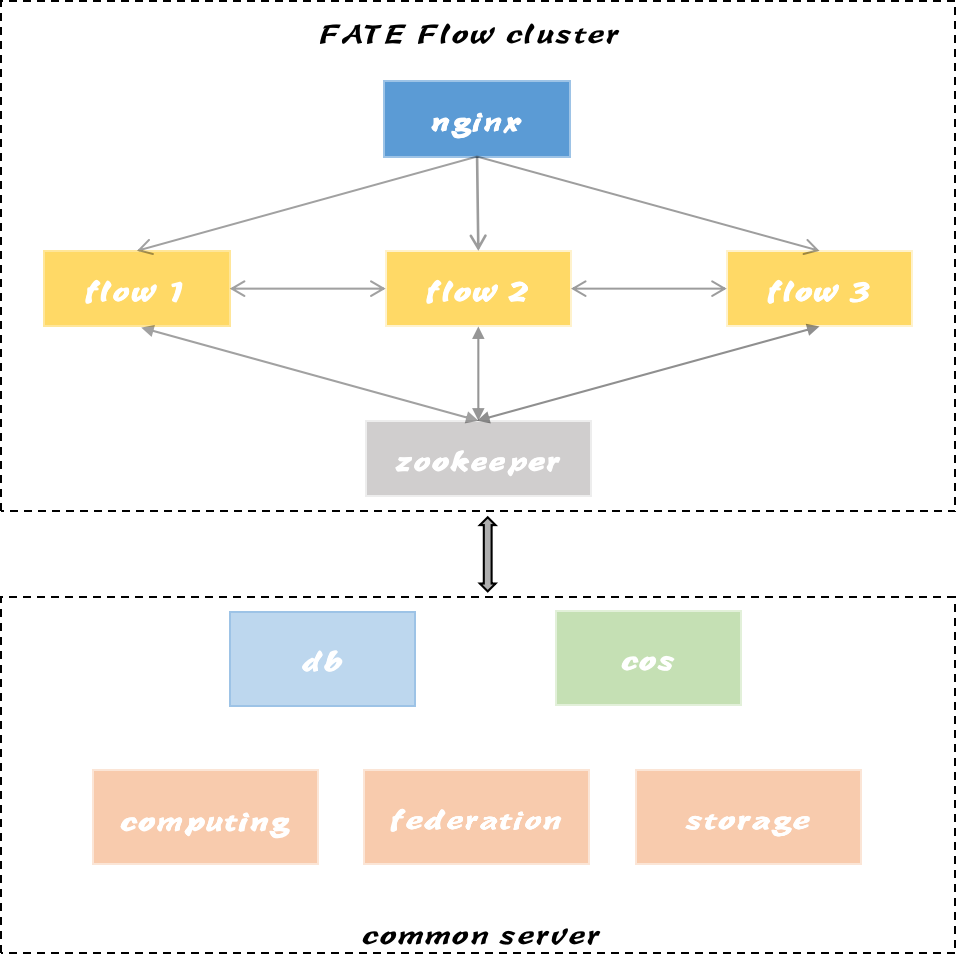 FATE Flow cluster
nginx
flow 1
flow 2
flow 3
zookeeper
db
cos
computing
federation
storage
common server